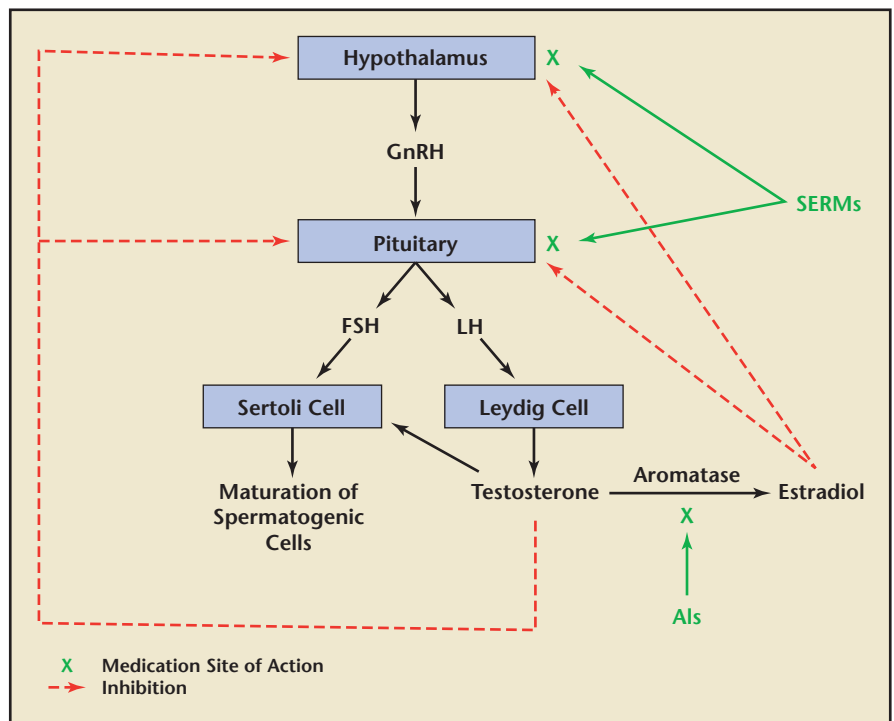 Hypothalamus
X
GnRH
SERMs
Pituitary
X
FSH
LH
Sertoli Cell
Leydig Cell
Aromatase
Maturation of
Spermatogenic
Cells
Testosterone
Estradiol
X
AIs
X Medication Site of Action
Inhibition